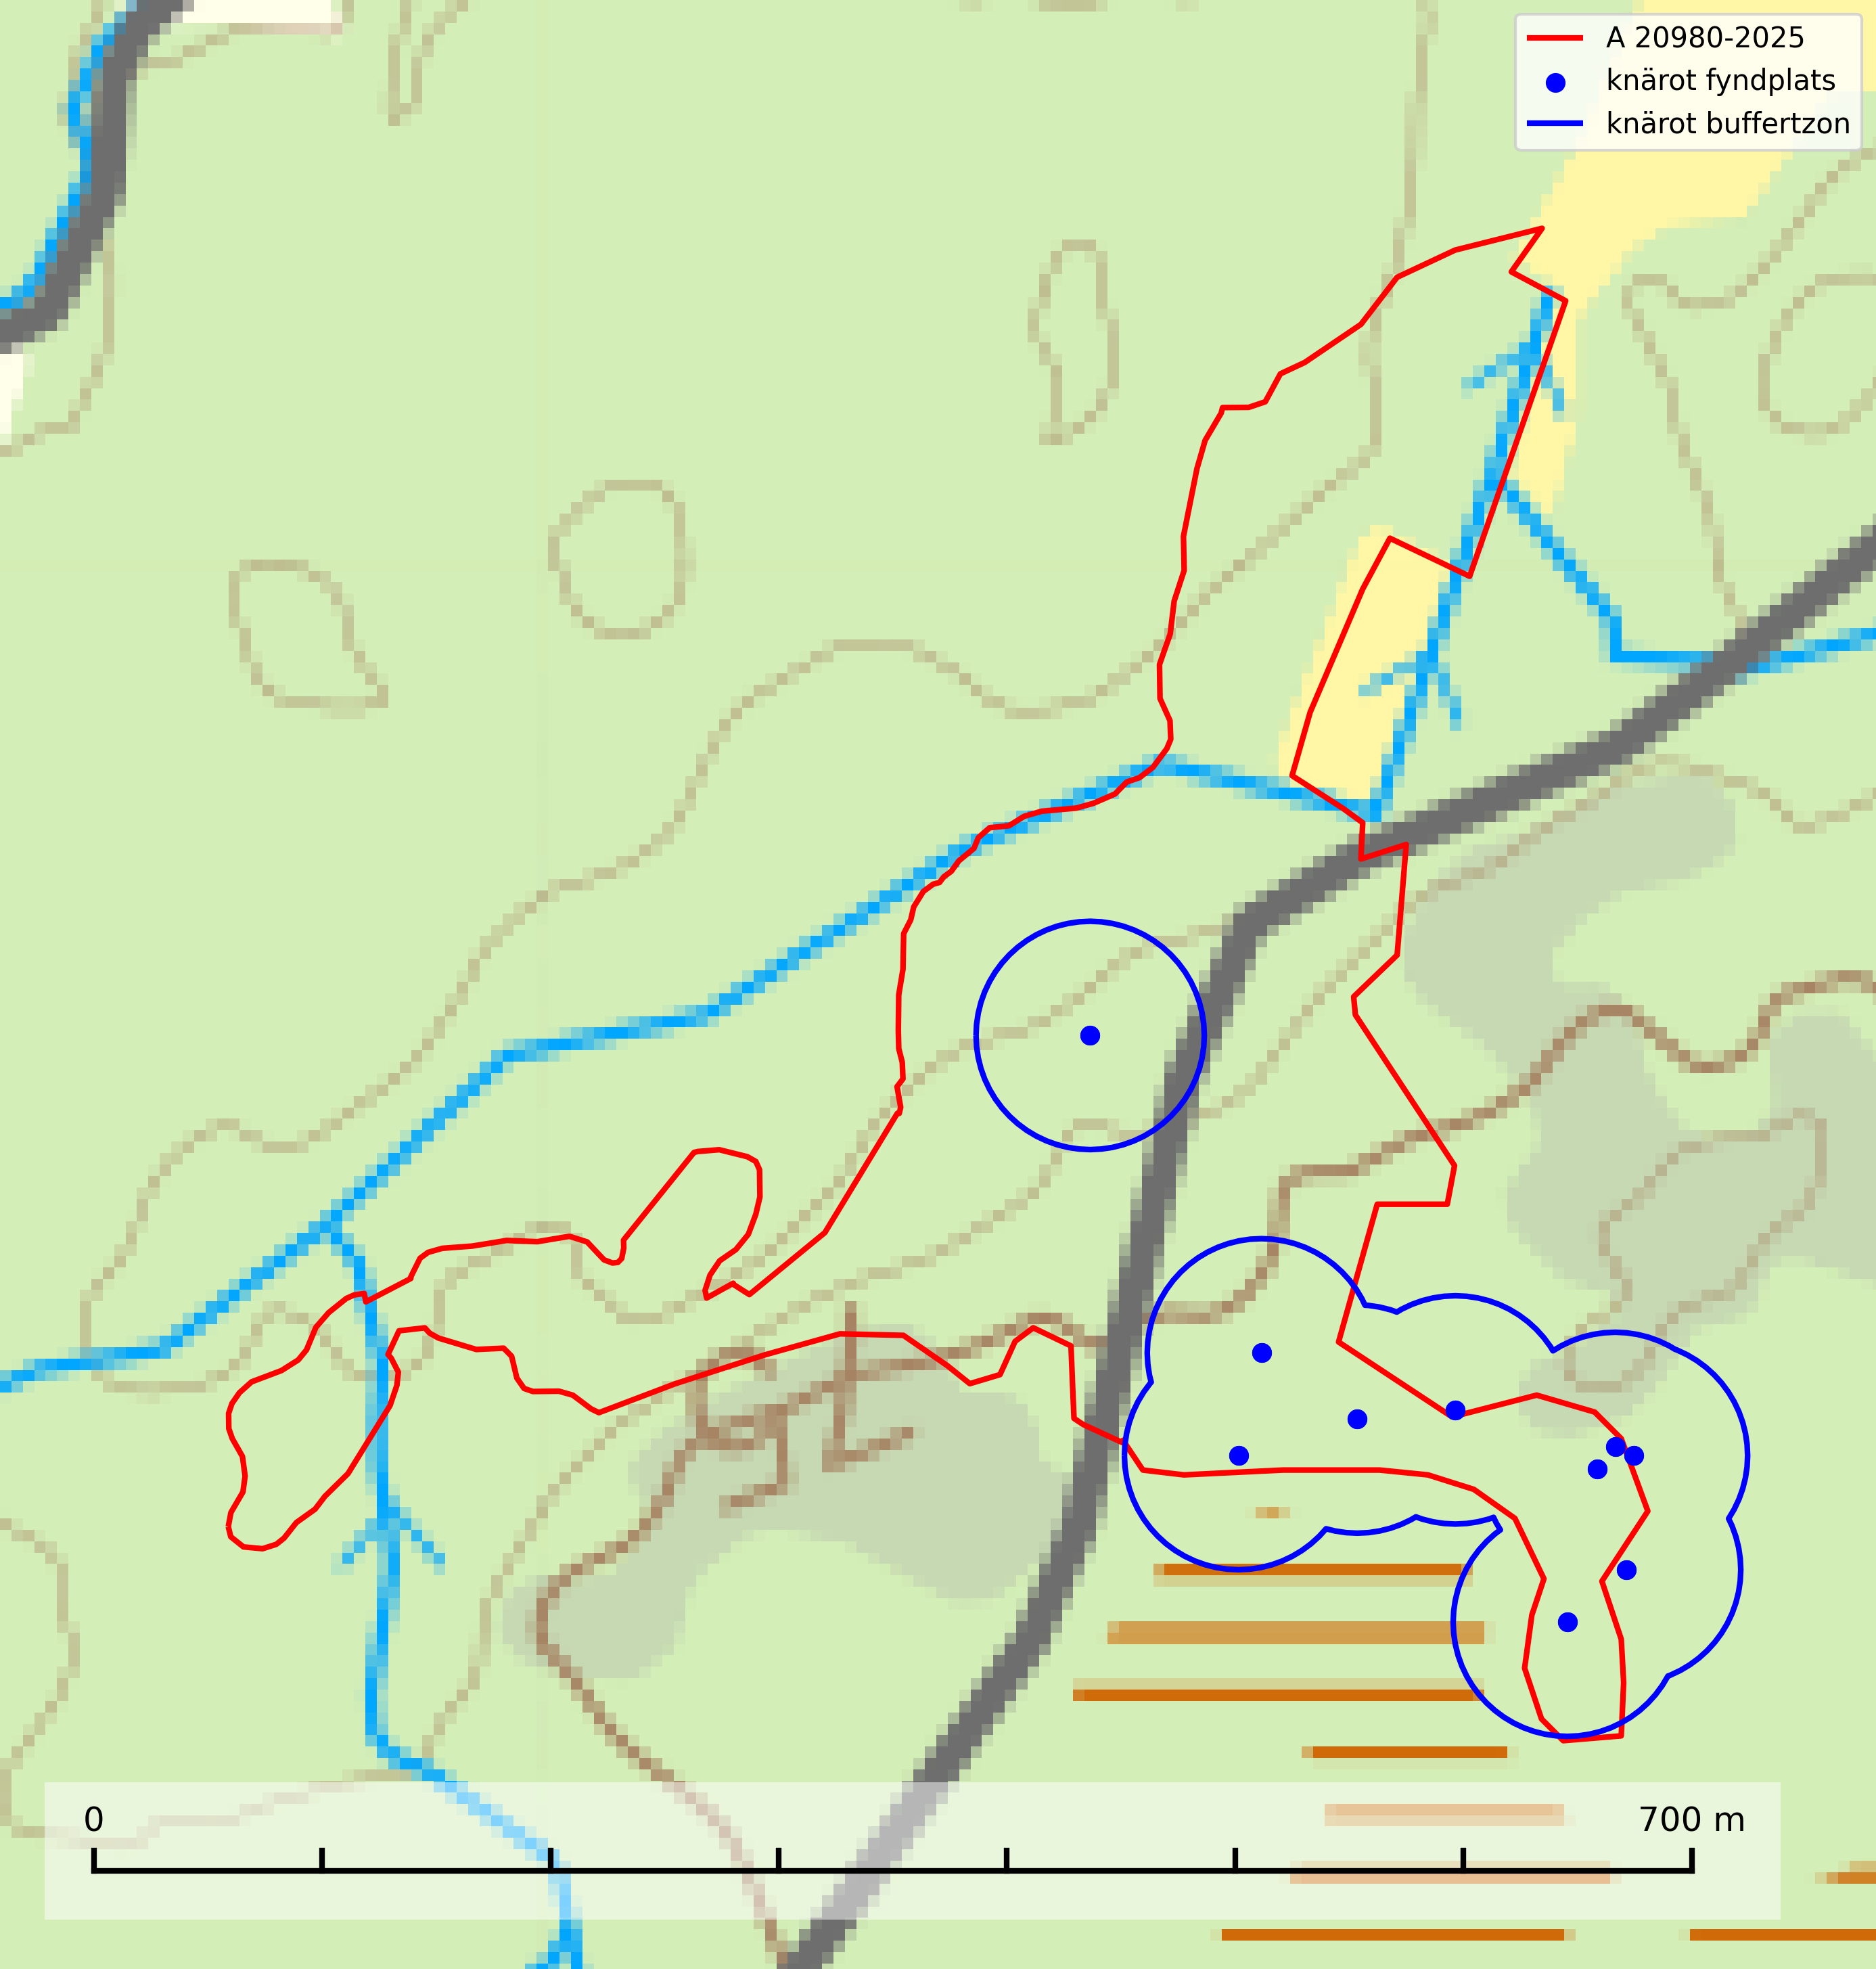 A 20980-2025
knärot fyndplats
knärot buffertzon
0
700 m